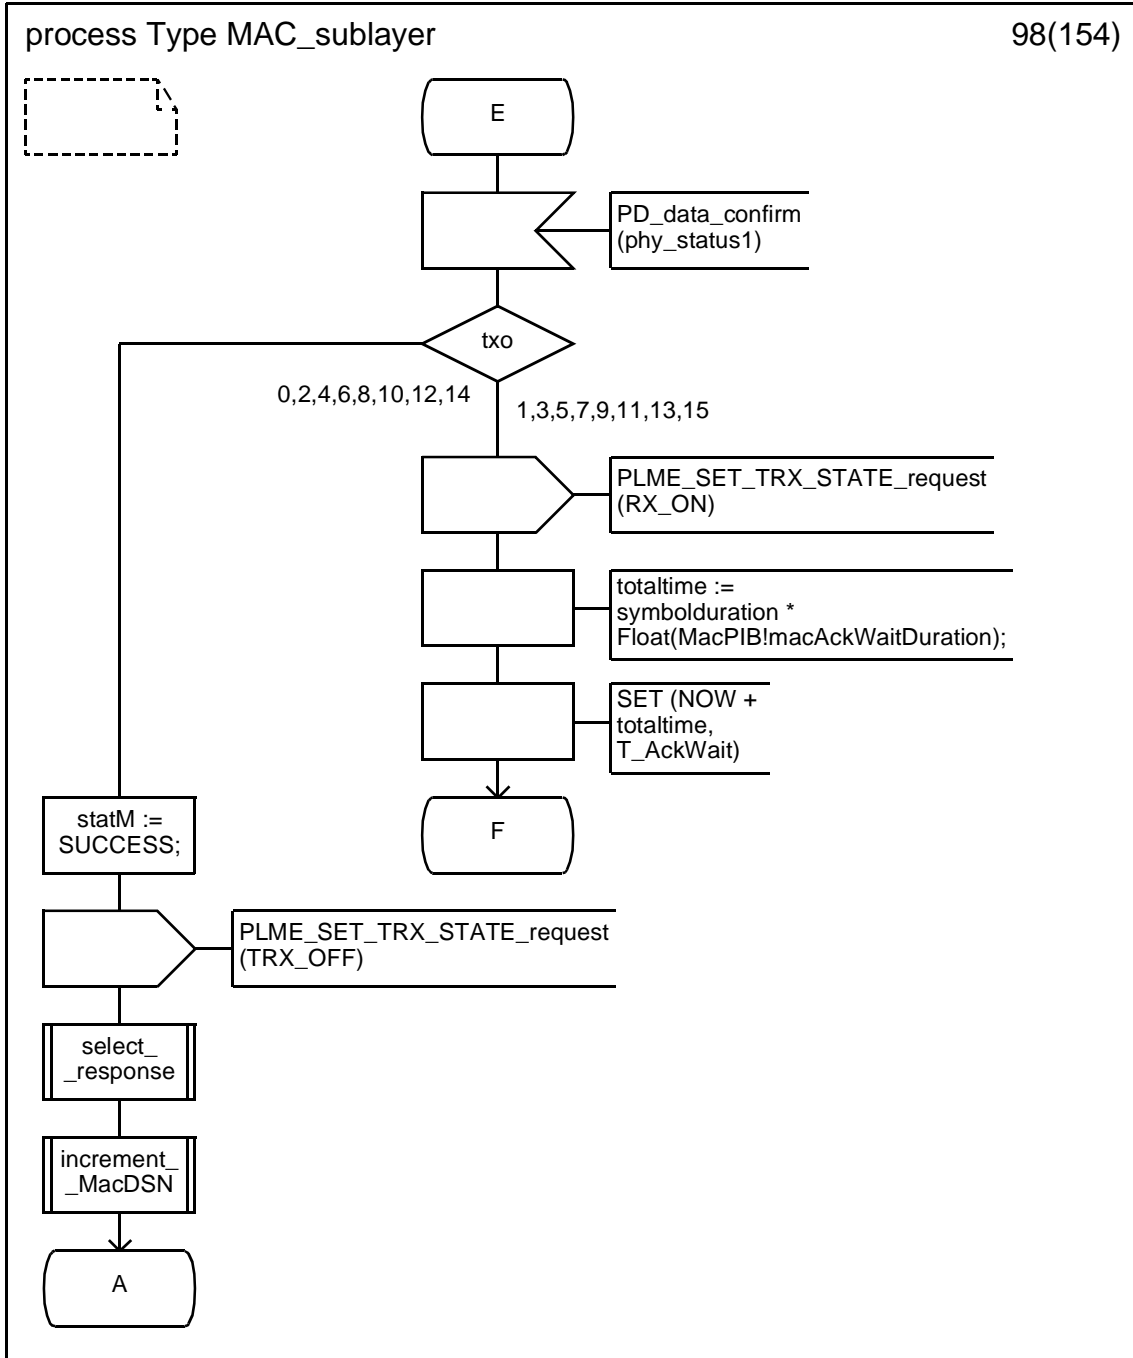 process Type MAC_sublayer
98(154)
E
PD_data_confirm
(phy_status1)
txo
0,2,4,6,8,10,12,14
1,3,5,7,9,11,13,15
PLME_SET_TRX_STATE_request
(RX_ON)
totaltime :=
symbolduration *
Float(MacPIB!macAckWaitDuration);
SET (NOW +
totaltime,
T_AckWait)
F
statM :=
SUCCESS;
PLME_SET_TRX_STATE_request
(TRX_OFF)
select_
_response
increment_
_MacDSN
A